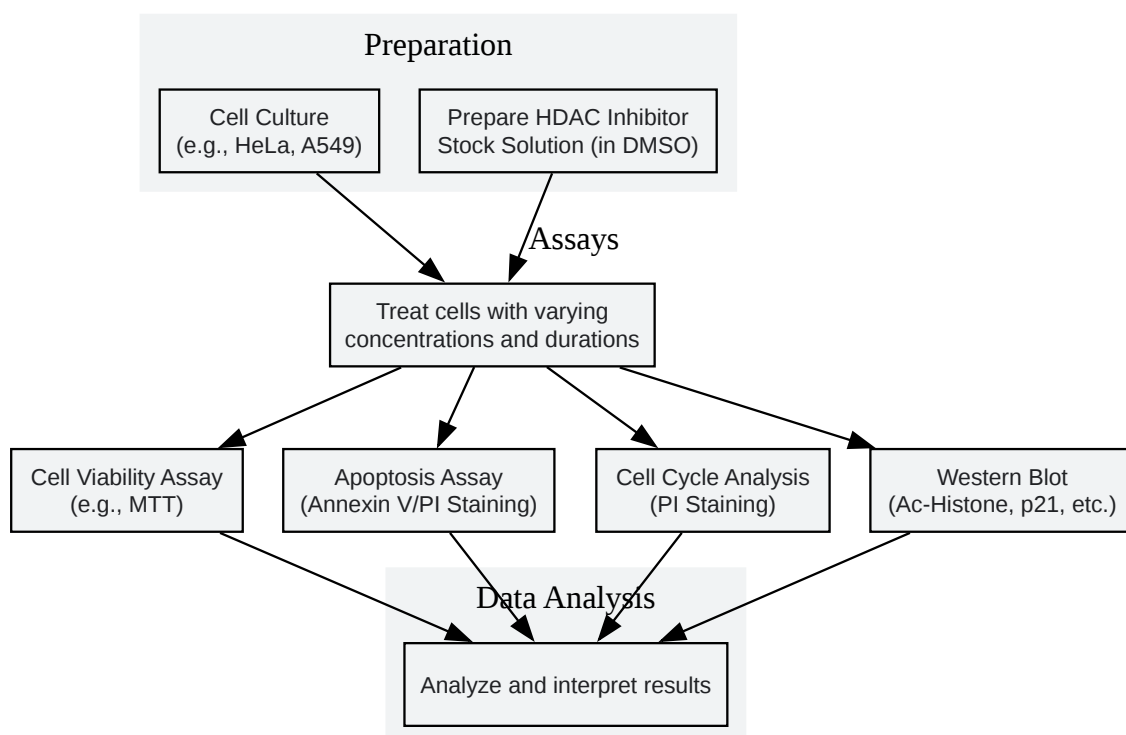 Preparation
Cell Culture
(e.g., HeLa, A549)
Prepare HDAC Inhibitor
Stock Solution (in DMSO)
Assays
Treat cells with varying
concentrations and durations
Cell Viability Assay
(e.g., MTT)
Apoptosis Assay
(Annexin V/PI Staining)
Cell Cycle Analysis
(PI Staining)
Western Blot
(Ac-Histone, p21, etc.)
Data Analysis
Analyze and interpret results